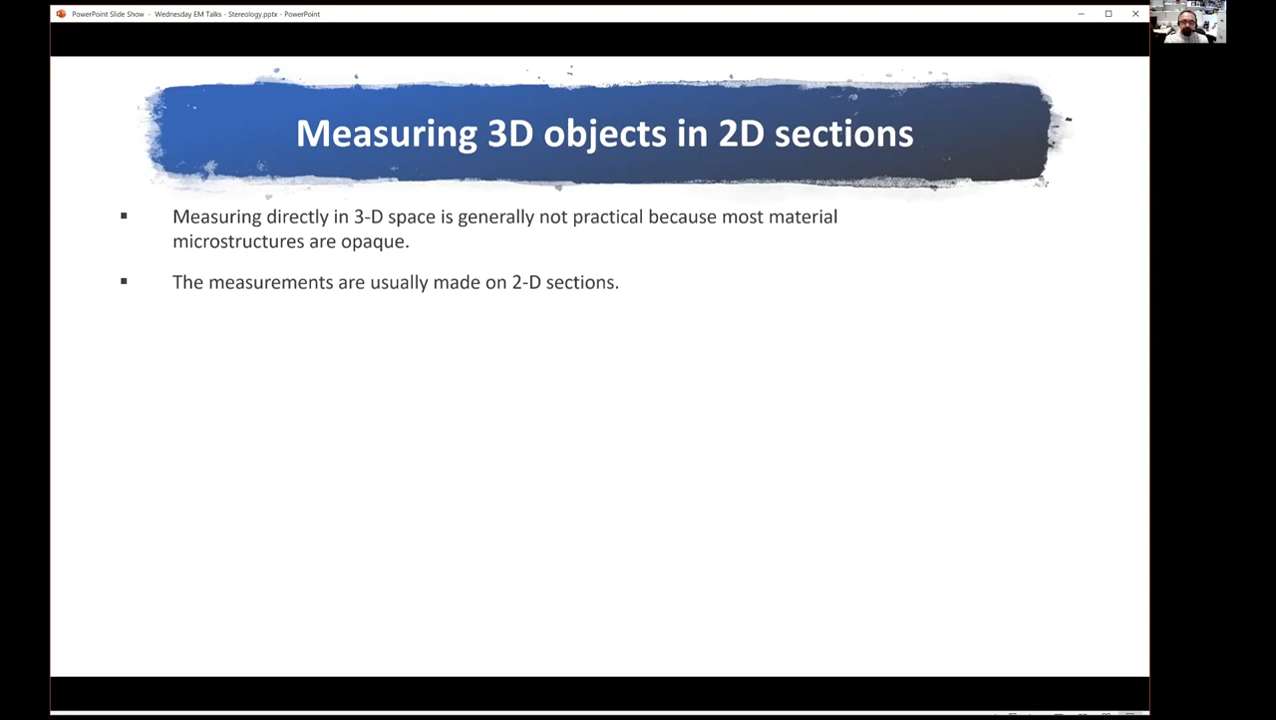 PowerPoint Slide Show - Wednesday EM Talks - Stereology.pptx - PowerPoint
Measuring 3D objects in 2D sections
▪ Measuring directly in 3-D space is generally not practical because most material
microstructures are opaque.
▪ The measurements are usually made on 2-D sections.